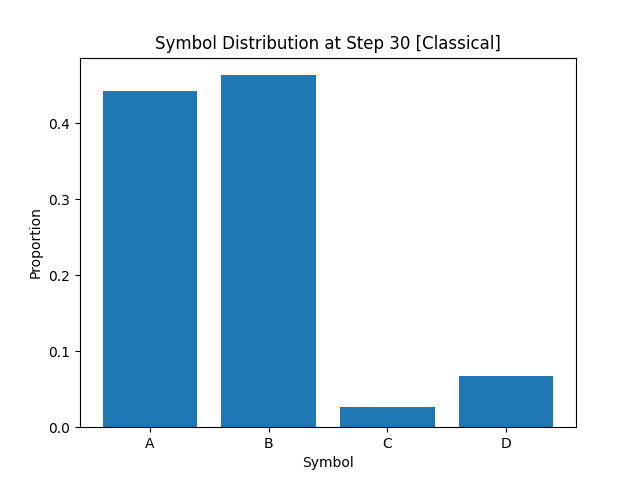 Symbol Distribution at Step 30 [Classical]
0.4
0.3
0.2
0.1
0.0
Proportion
A B C D
Symbol